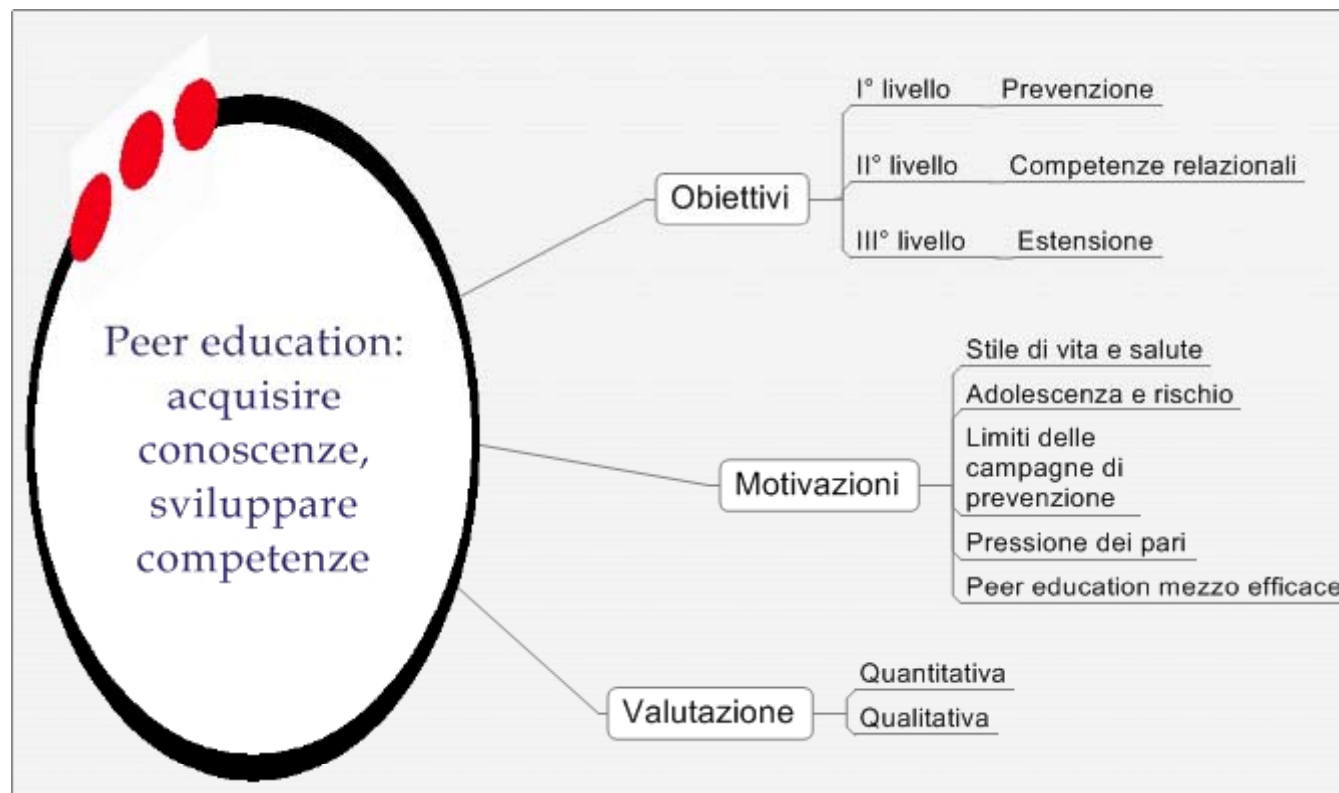 Peer education:
acquisire
conoscenze,
sviluppare
competenze
Obiettivi
I° livello Prevenzione
II° livello Competenze relazionali
III° livello Estensione
Motivazioni
Stile di vita e salute
Adolescenza e rischio
Limiti delle
campagne di
prevenzione
Pressione dei pari
Peer education mezzo efficace
Valutazione
Quantitativa
Qualitativa